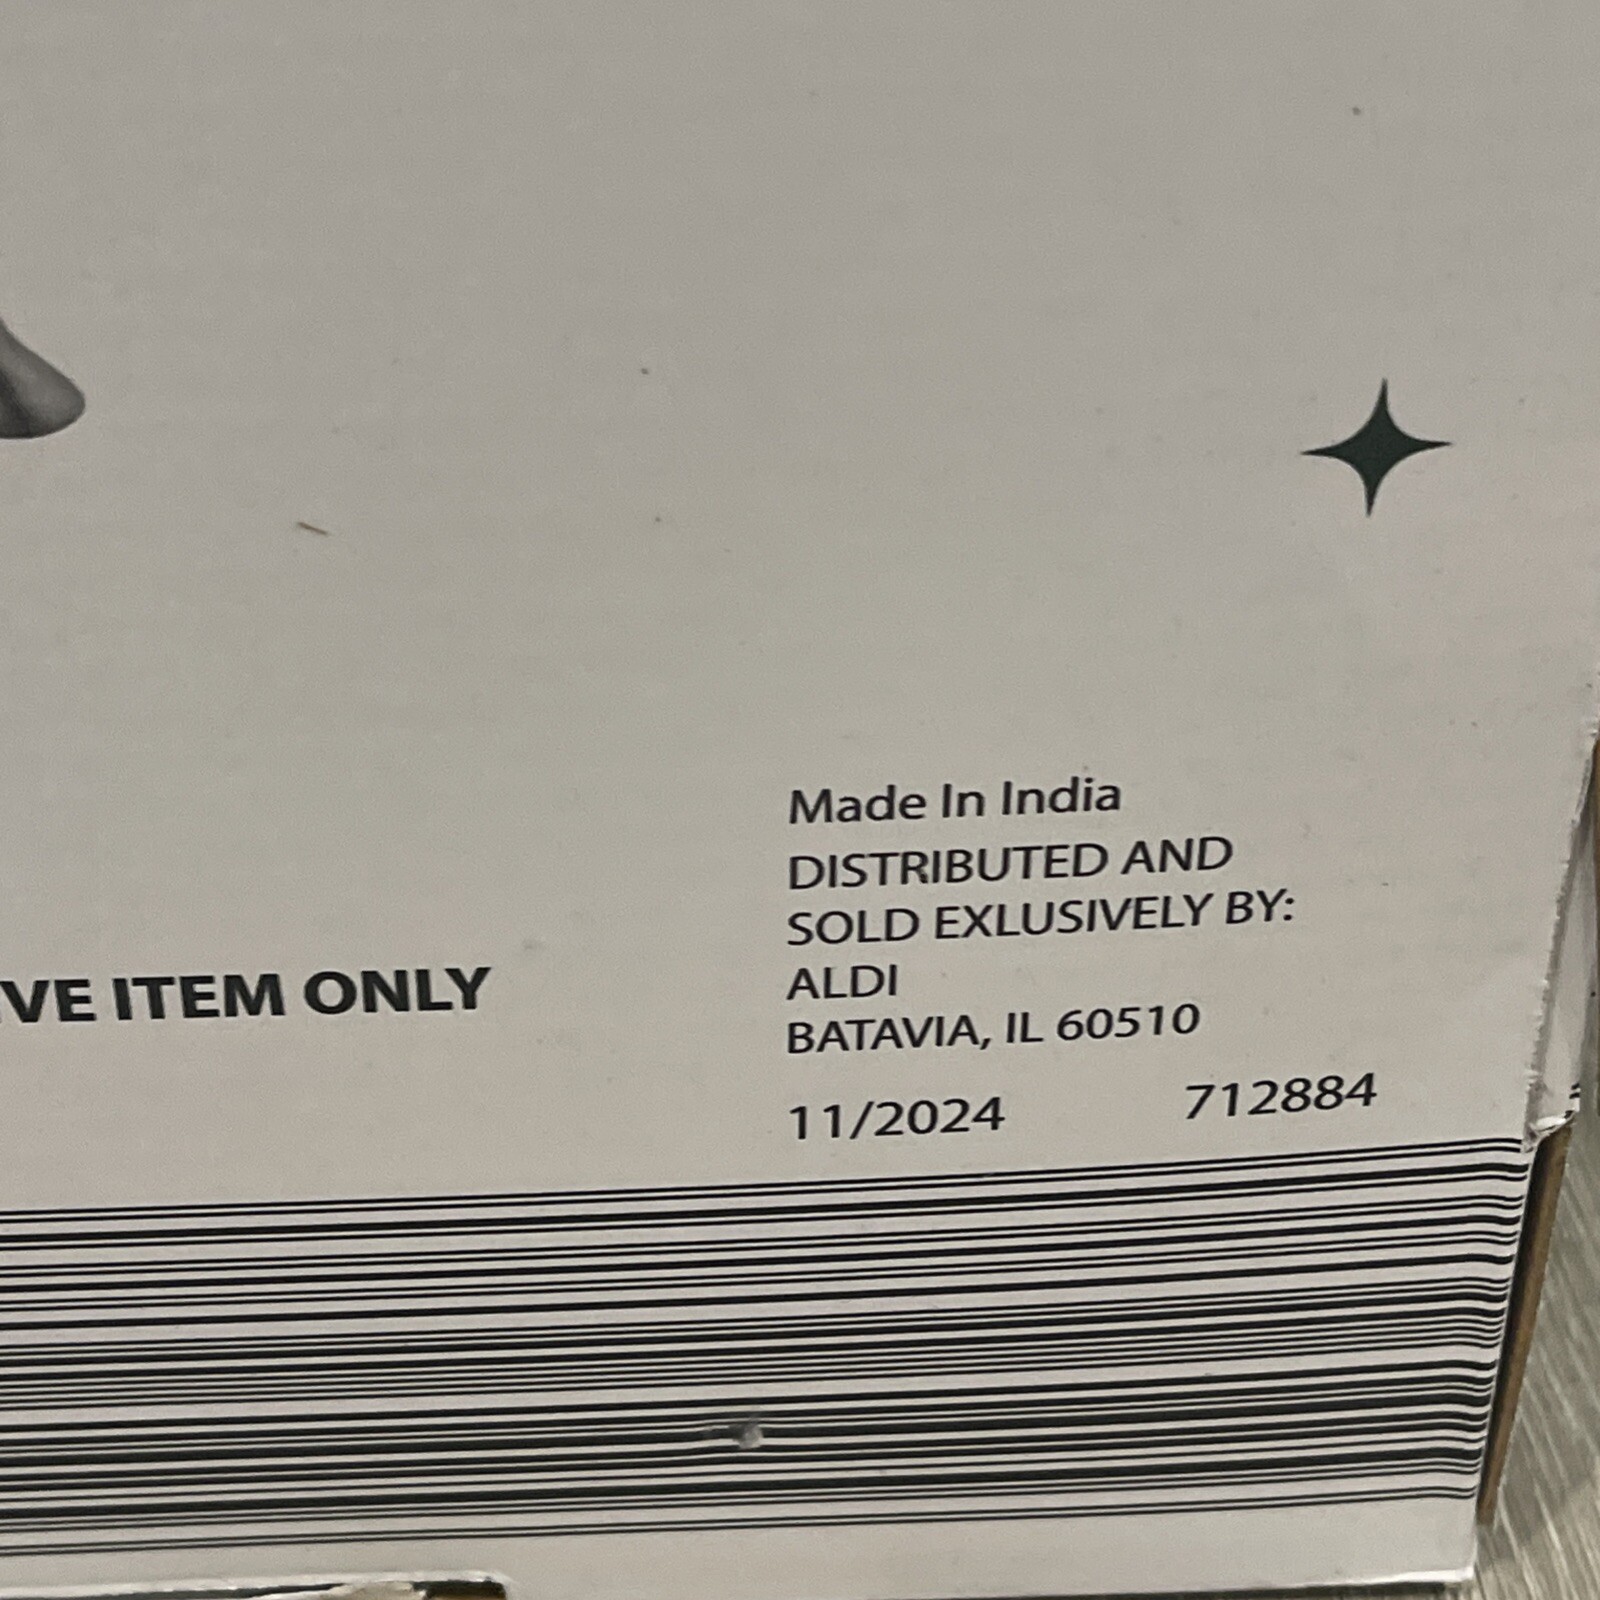 VE ITEM ONLY
Made In India
DISTRIBUTED AND
SOLD EXLUSIVELY BY:
ALDI
BATAVIA, IL 60510
11/2024 712884